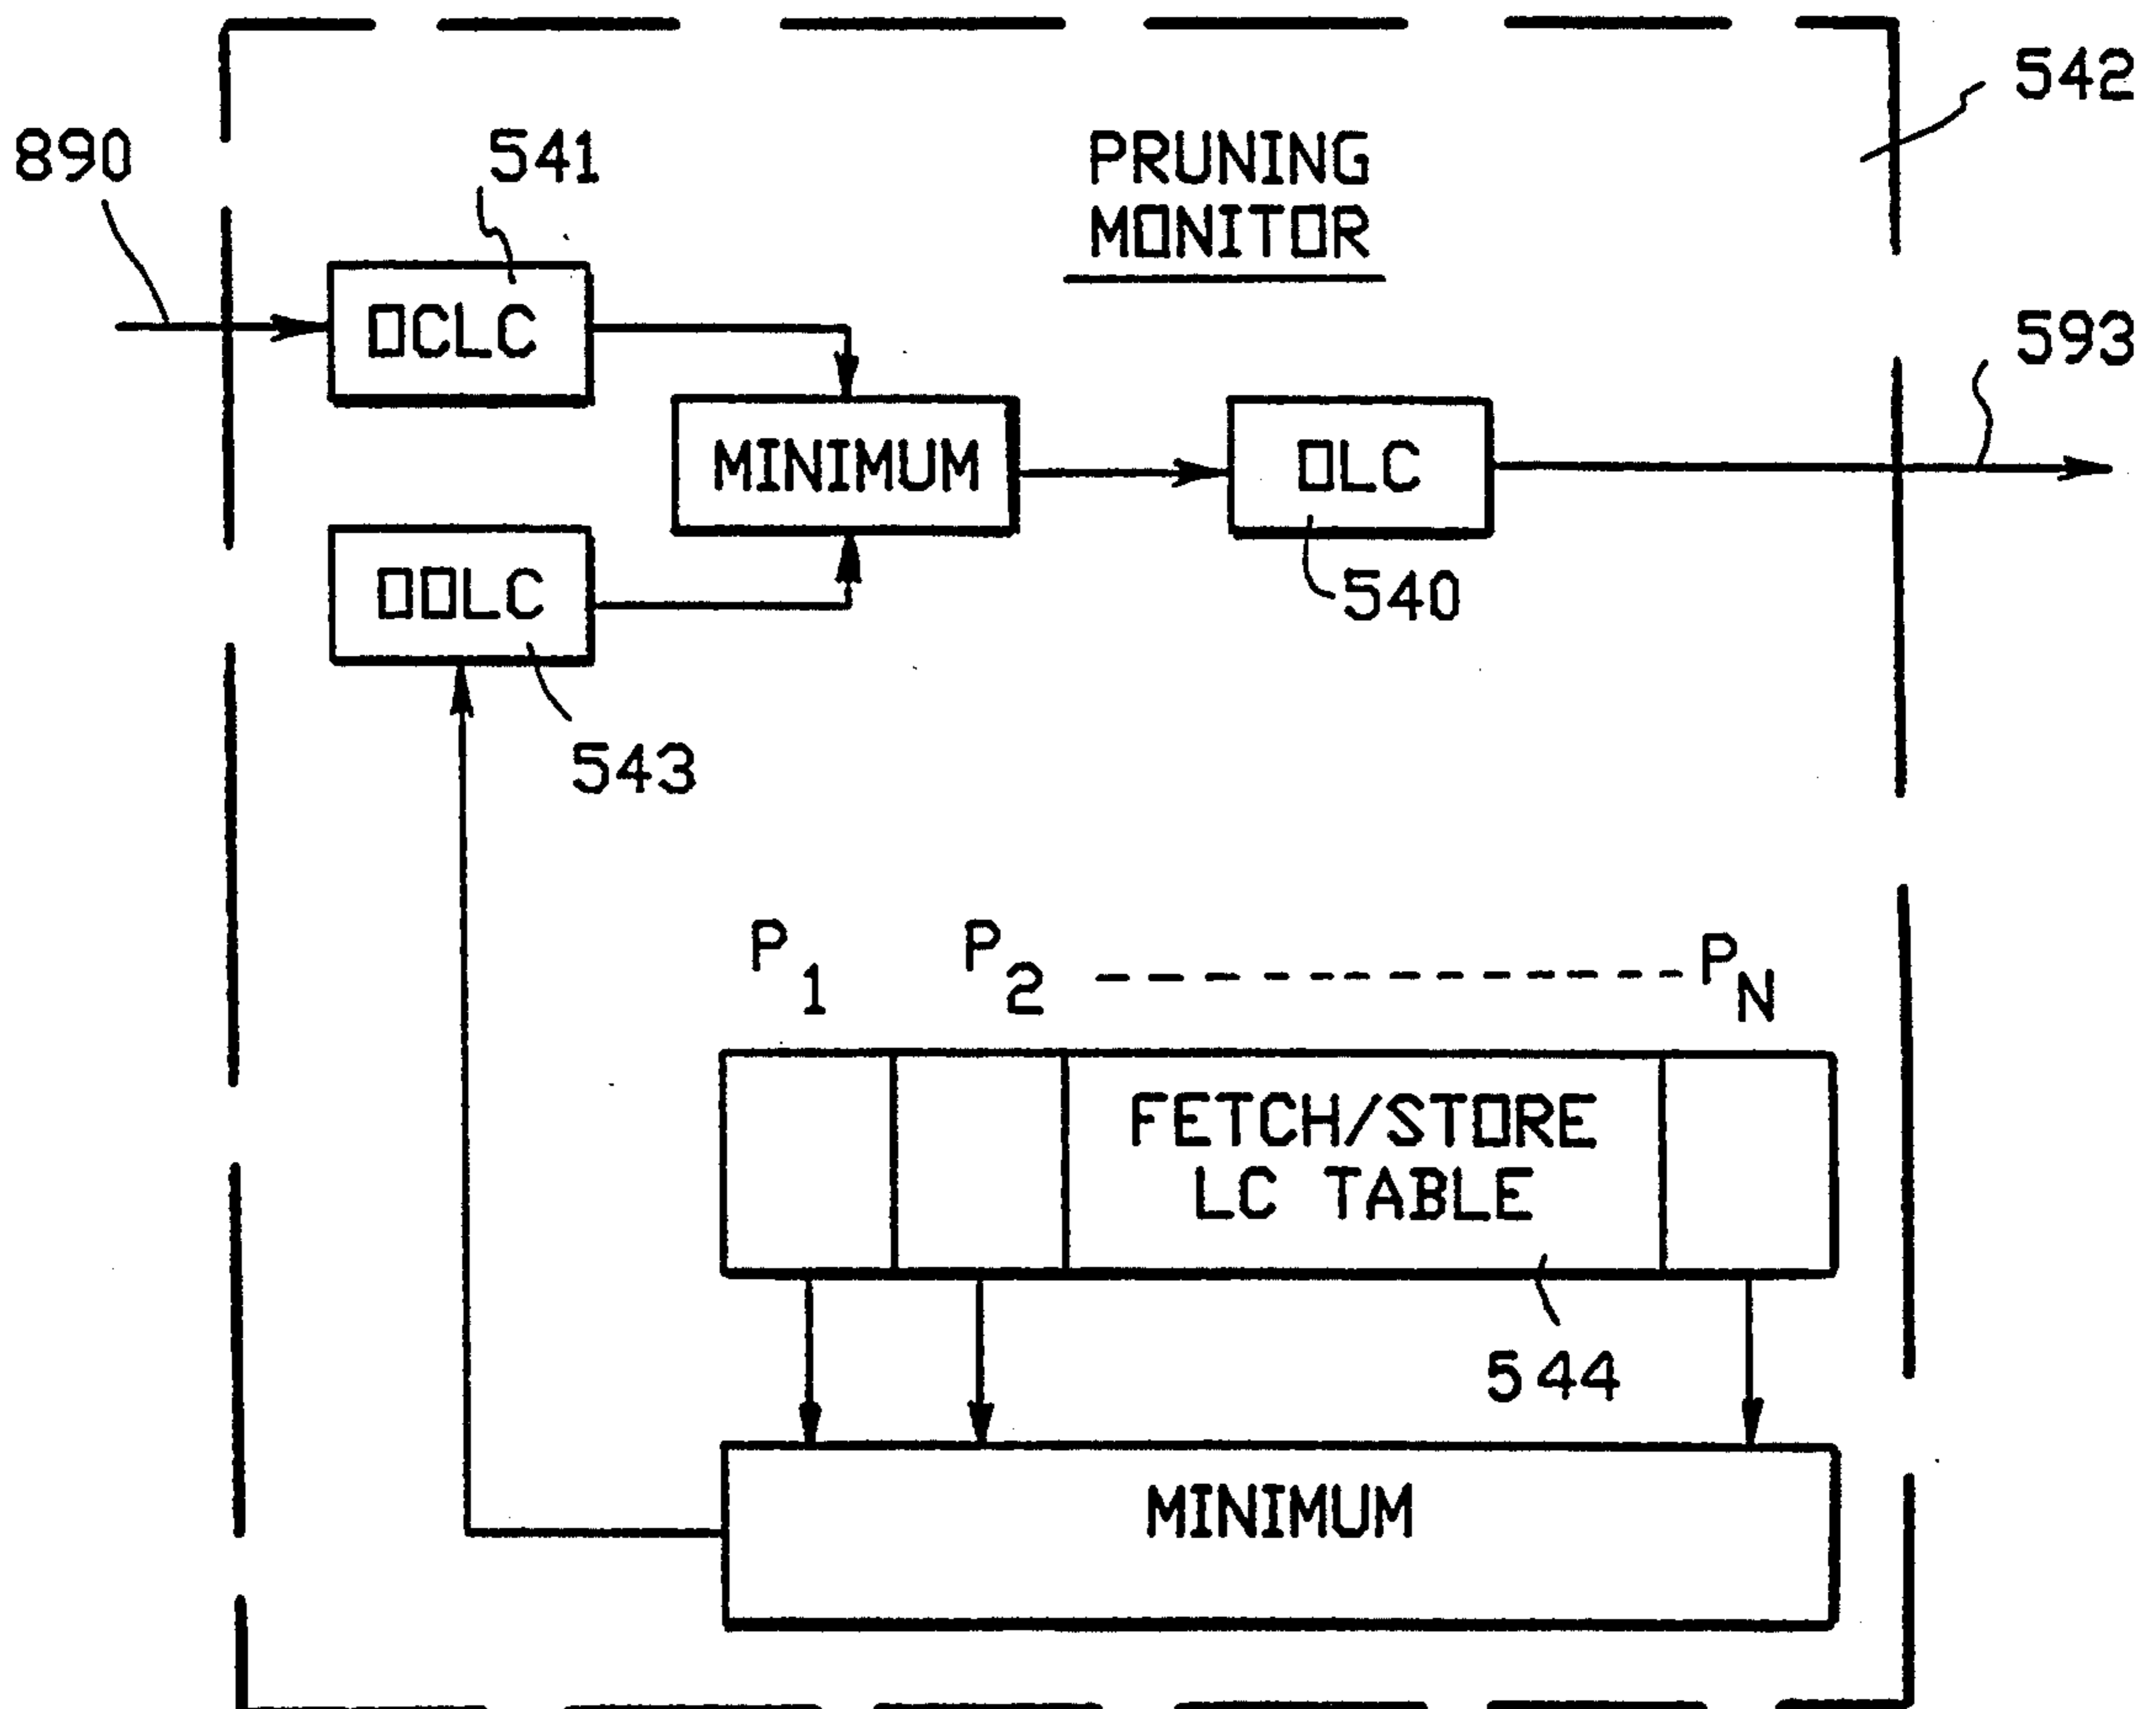 542
890
541
PRUNING
MONITOR
OCLC
593
MINIMUM
OLC
OOLC
540
543
P1 P2 PN
FETCH/STORE
LC TABLE
544
MINIMUM